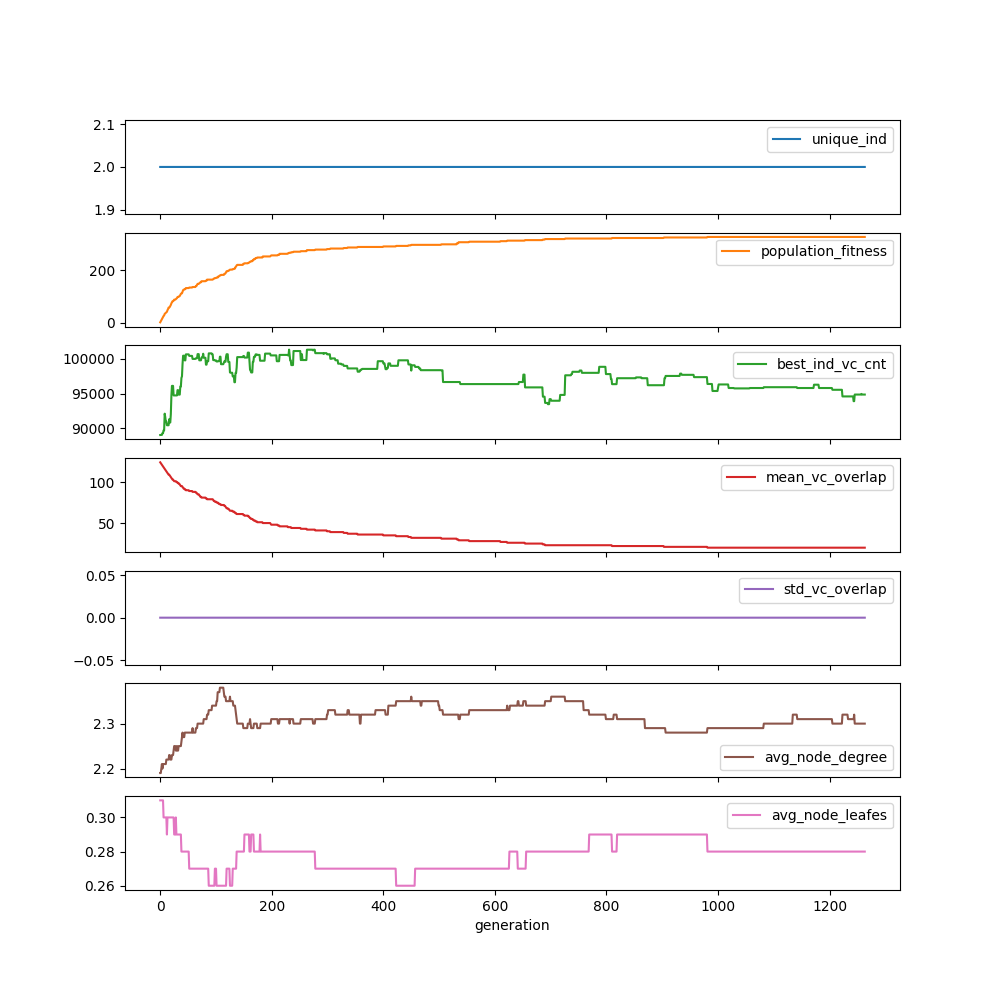 2.1
2.0
1.9
unique_ind
200
0
population_fitness
100000
95000
90000
best_ind_vc_cnt
100
50
mean_vc_overlap
0.05
0.00
−0.05
std_vc_overlap
2.3
2.2
avg_node_degree
0.30
0.28
0.26
avg_node_leafes
0 200 400 600 800 1000 1200
generation